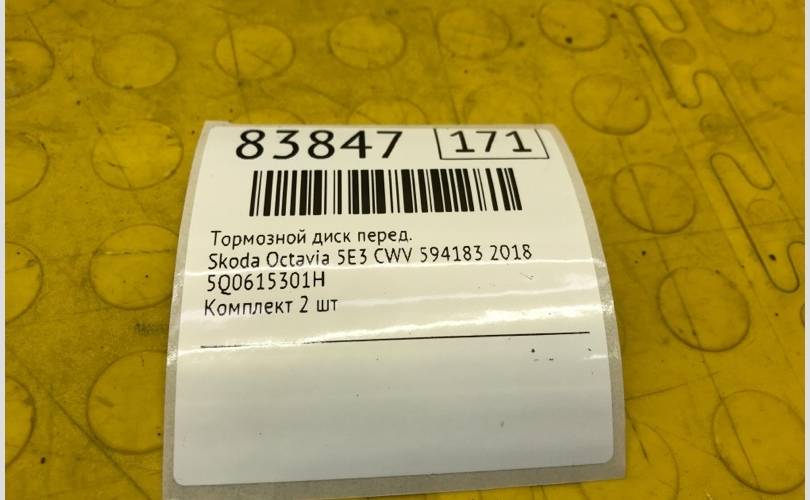 83847 171
Тормозной диск перед.
Skoda Octavia 5E3 CWV 594183 2018
5Q0615301H
Комплект 2 шт